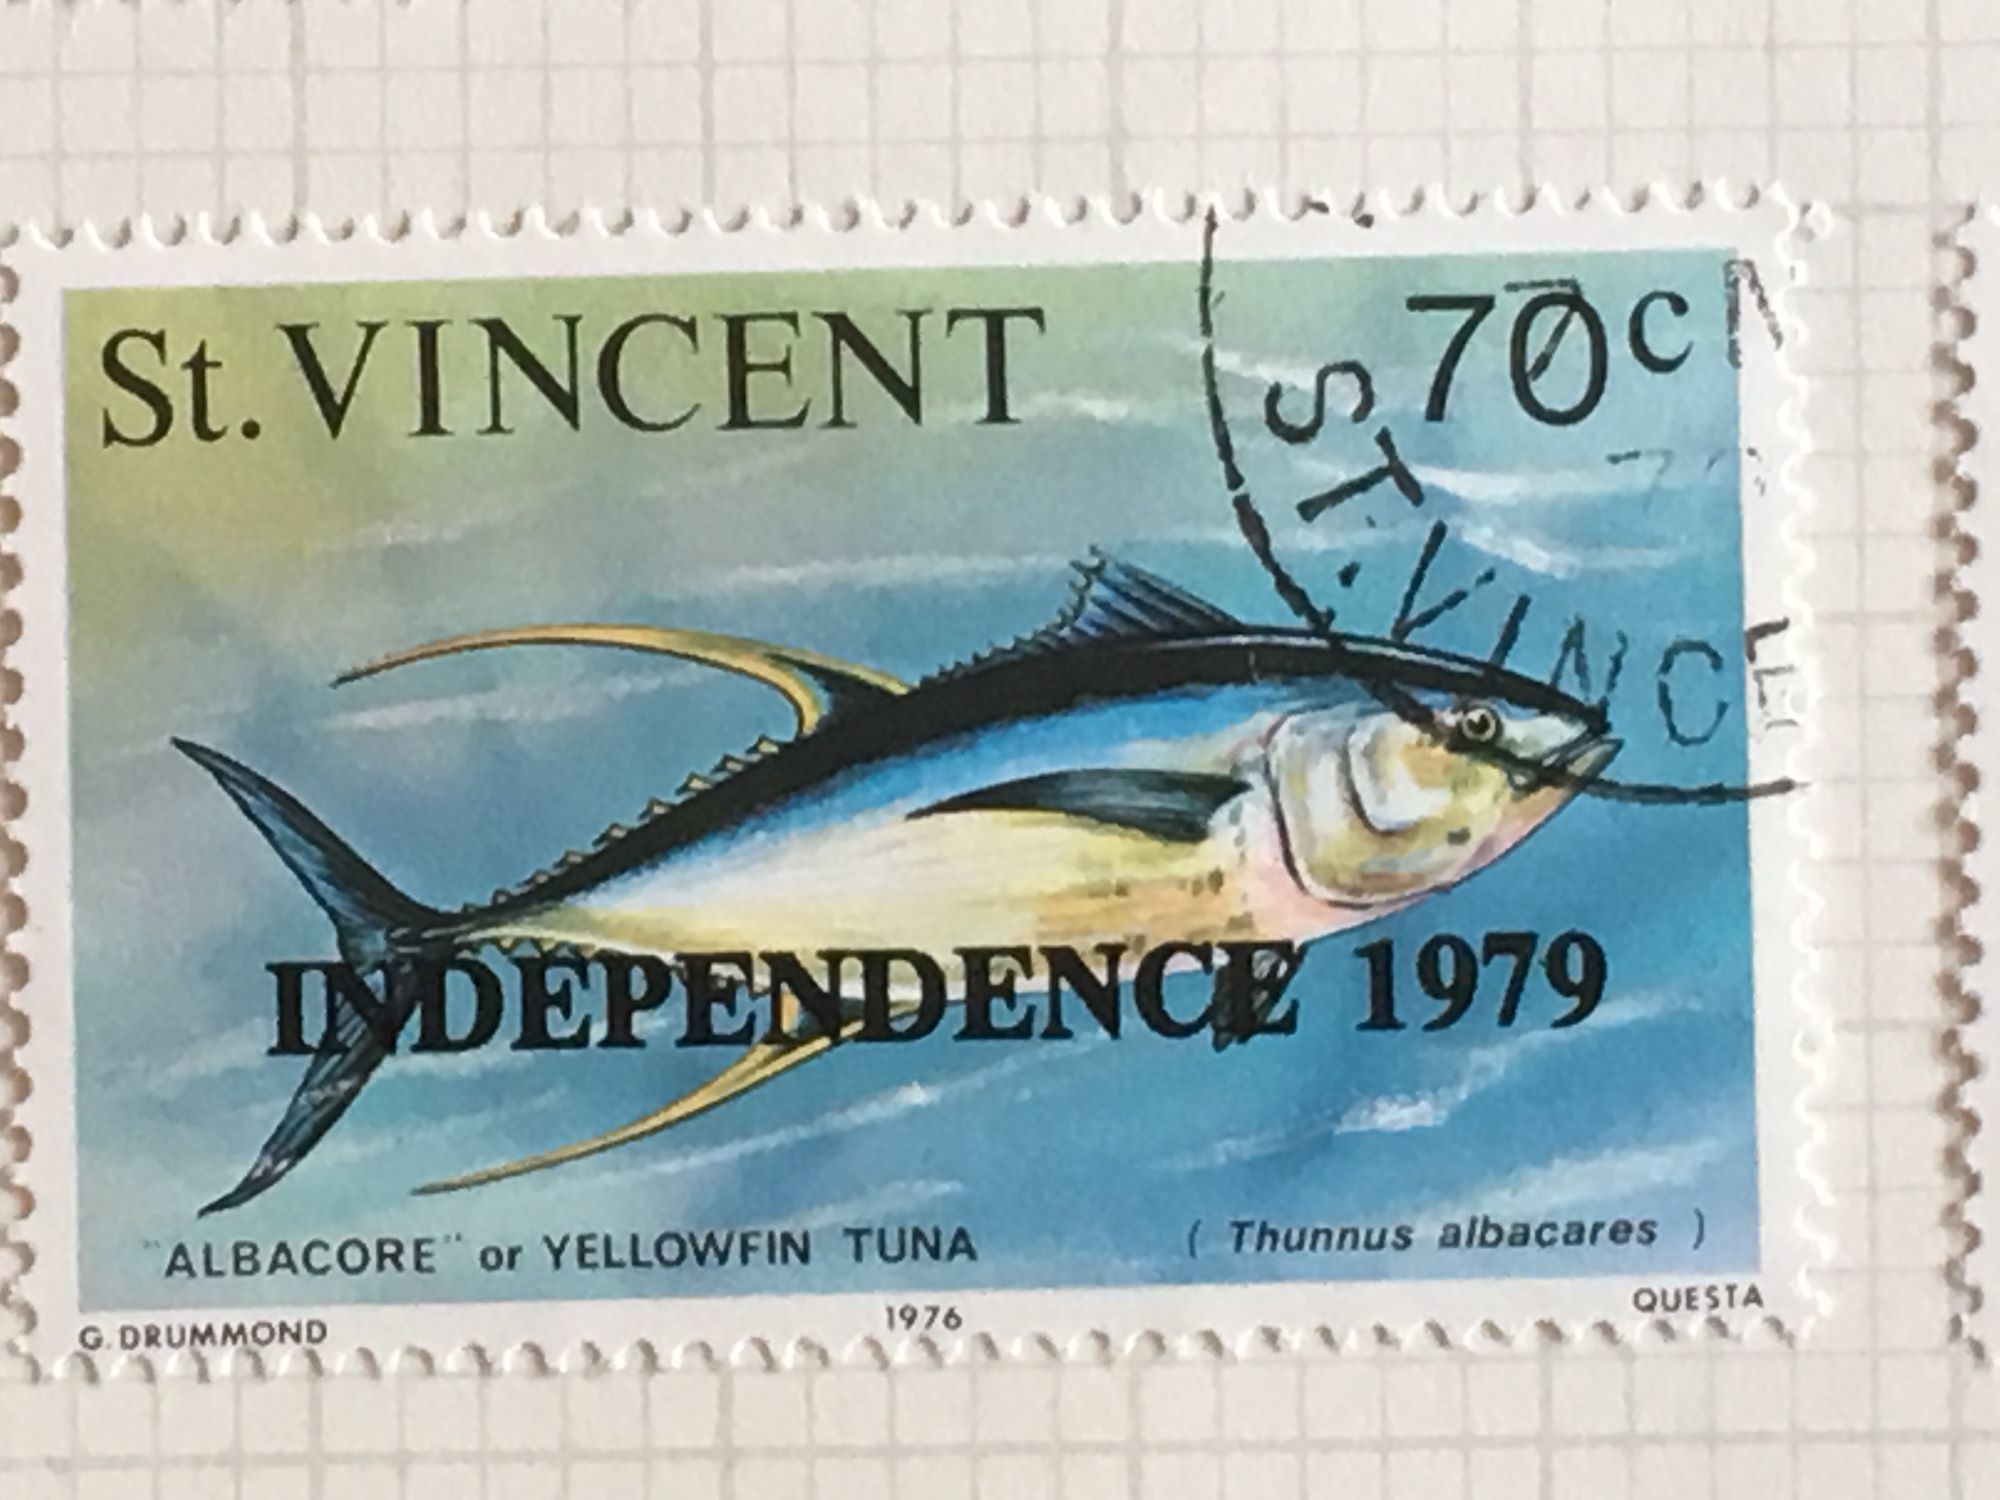 St. VINCENT 70c
ST. VINC
INDEPENDENCE 1979
"ALBACORE" or YELLOWFIN TUNA ( Thunnus albacares )
G. DRUMMOND 1976 QUESTA